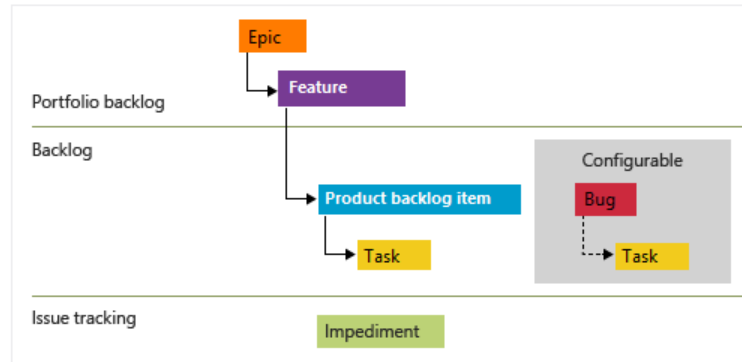 Epic
Feature
Portfolio backlog
Backlog
Configurable
Product backlog item
Bug
Task
Task
Issue tracking
Impediment